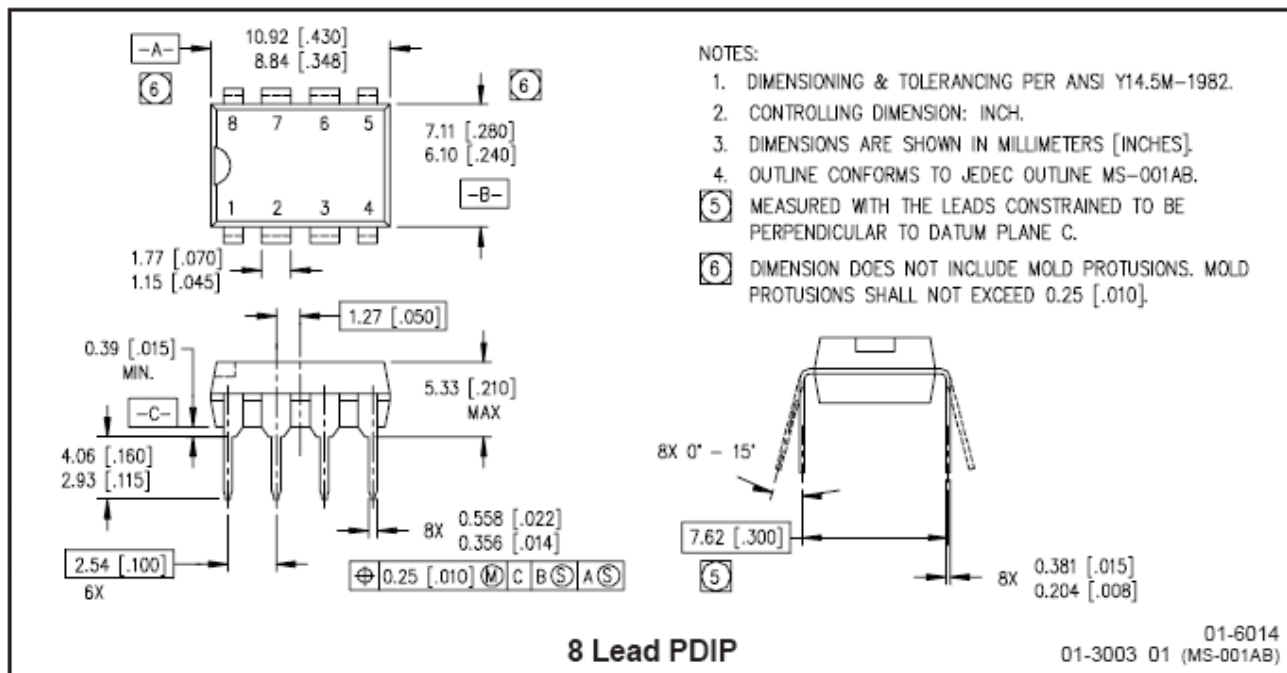 -A-
10.92 [.430]
8.84 [.348]
6
6
8 7 6 5
7.11 [.280]
6.10 [.240]
-B-
1 2 3 4
1.77 [.070]
1.15 [.045]
1.27 [.050]
0.39 [.015]
MIN.
5.33 [.210]
MAX
-C-
4.06 [.160]
2.93 [.115]
8X 0.558 [.022]
0.356 [.014]
2.54 [.100]
6X
⌖ 0.25 [.010] Ⓜ C B Ⓢ A Ⓢ
NOTES:
1. DIMENSIONING & TOLERANCING PER ANSI Y14.5M-1982.
2. CONTROLLING DIMENSION: INCH.
3. DIMENSIONS ARE SHOWN IN MILLIMETERS [INCHES].
4. OUTLINE CONFORMS TO JEDEC OUTLINE MS-001AB.
5 MEASURED WITH THE LEADS CONSTRAINED TO BE
PERPENDICULAR TO DATUM PLANE C.
6 DIMENSION DOES NOT INCLUDE MOLD PROTUSIONS. MOLD
PROTUSIONS SHALL NOT EXCEED 0.25 [.010].
8X 0° - 15°
7.62 [.300]
5
8X 0.381 [.015]
0.204 [.008]
8 Lead PDIP
01-6014
01-3003 01 (MS-001AB)